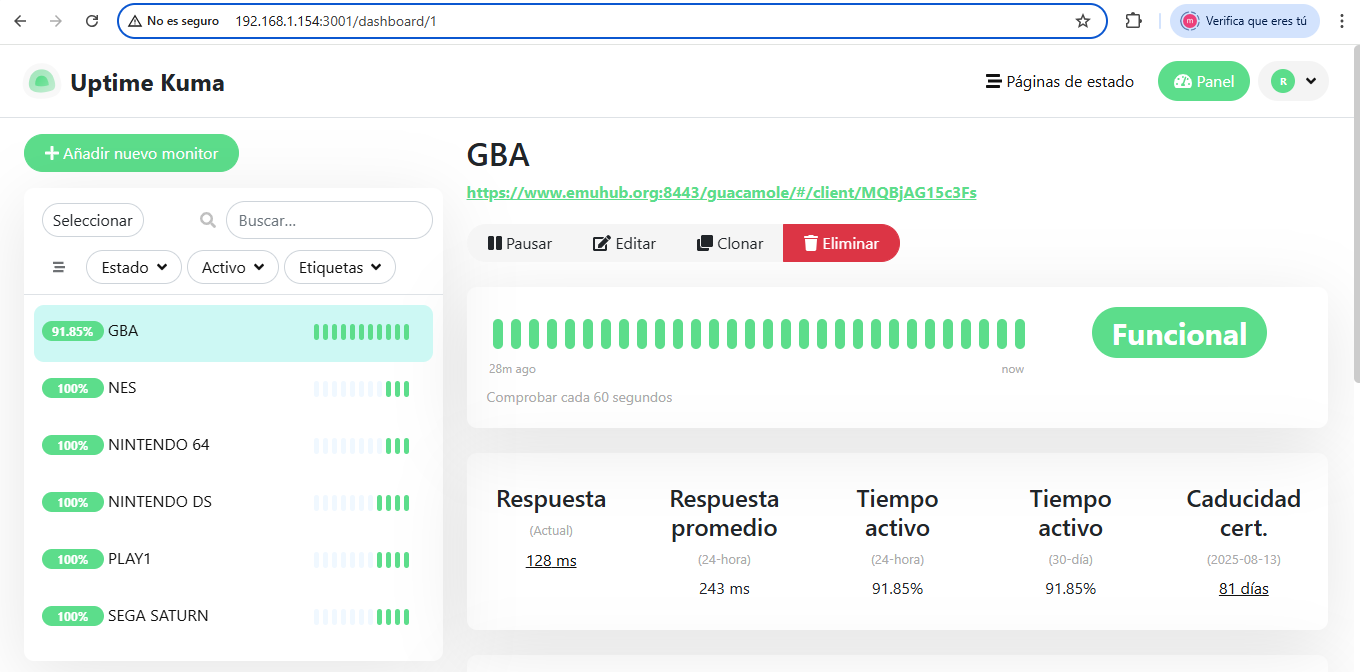 No es seguro 192.168.1.154:3001/dashboard/1 Verifica que eres tú
Uptime Kuma
Páginas de estado
Panel
R
Añadir nuevo monitor
Seleccionar
Buscar...
Estado
Activo
Etiquetas
91.85% GBA
100% NES
100% NINTENDO 64
100% NINTENDO DS
100% PLAY1
100% SEGA SATURN
GBA
https://www.emuhub.org:8443/guacamole/#/client/MQBjAG15c3Fs
Pausar Editar Clonar Eliminar
28m ago now
Comprobar cada 60 segundos
Funcional
Respuesta
(Actual)
128 ms
Respuesta
promedio
(24-hora)
243 ms
Tiempo
activo
(24-hora)
91.85%
Tiempo
activo
(30-día)
91.85%
Caducidad
cert.
(2025-08-13)
81 días